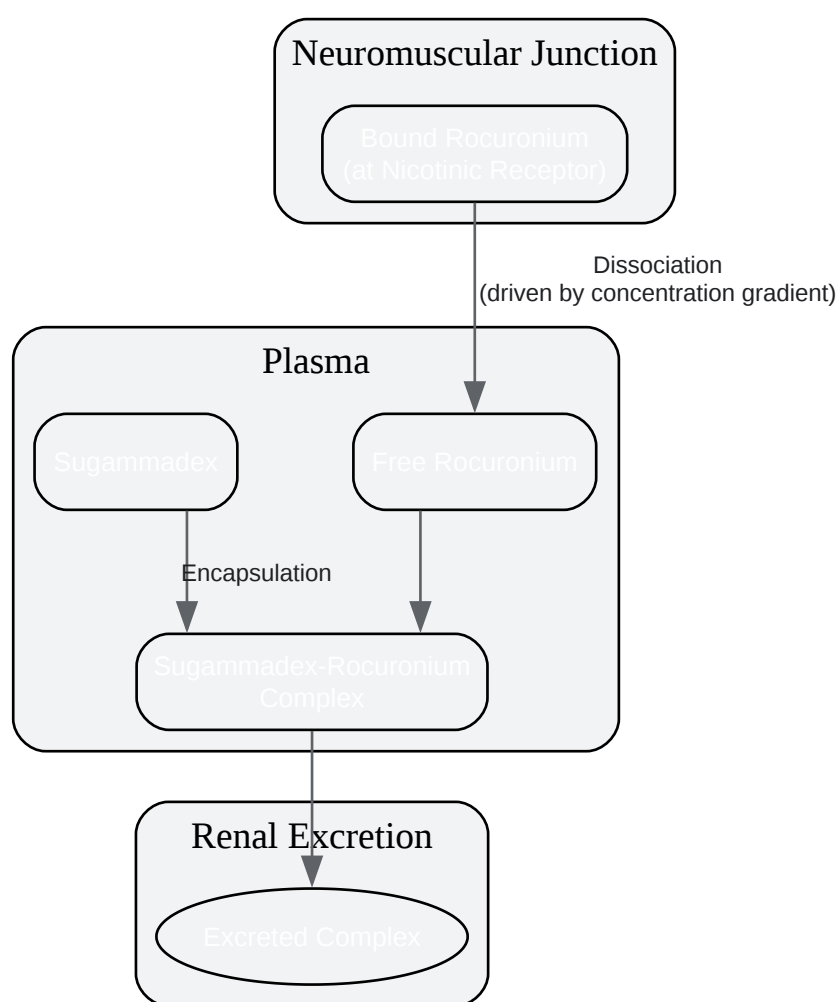 Neuromuscular Junction
Bound Rocuronium
(at Nicotinic Receptor)
Dissociation
(driven by concentration gradient)
Plasma
Sugammadex
Free Rocuronium
Encapsulation
Sugammadex-Rocuronium
Complex
Renal Excretion
Excreted Complex